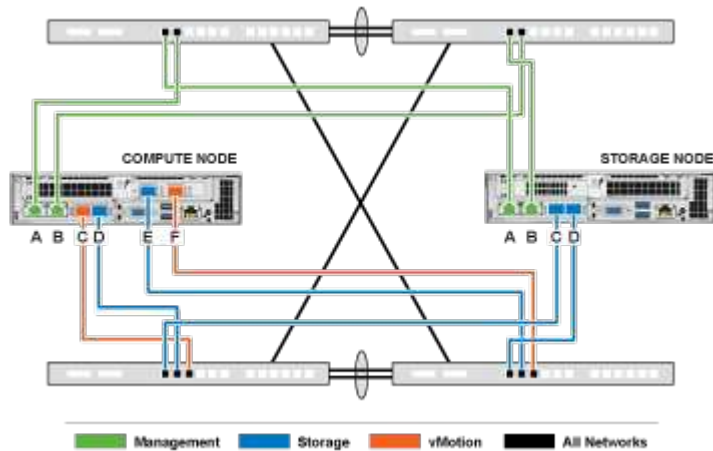 COMPUTE NODE
STORAGE NODE
A B C D E F
A B C D
Management Storage vMotion All Networks